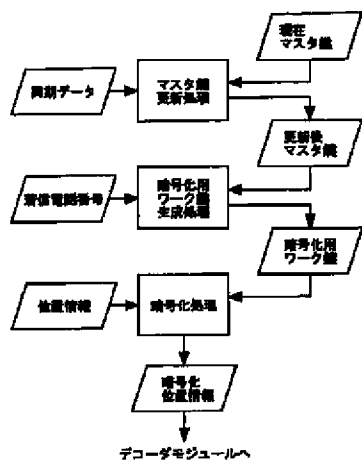 現在
マスタ鍵
同期データ
マスタ鍵
更新処理
更新後
マスタ鍵
着信電話番号
暗号化用
ワーク鍵
生成処理
暗号化用
ワーク鍵
位置情報
暗号化処理
暗号化
位置情報
デコーダモジュールへ